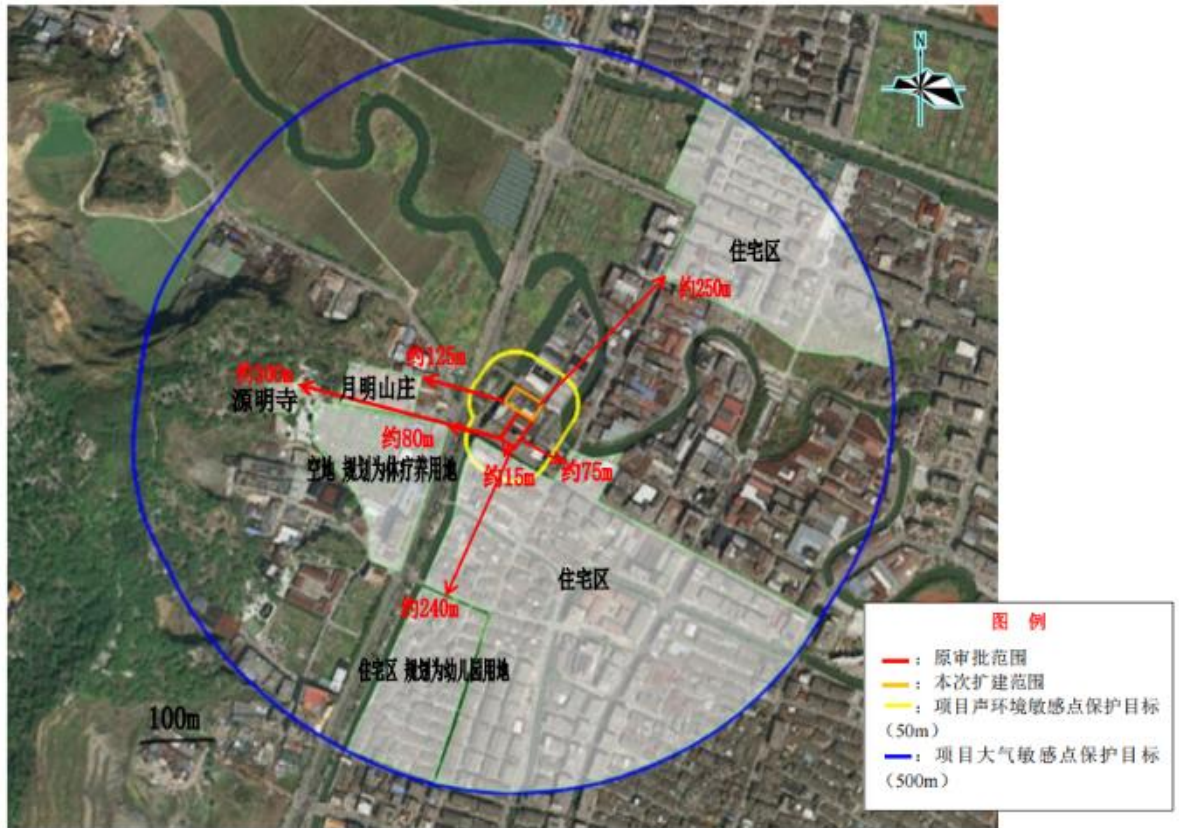 N
住宅区
约250m
约125m
约300m
月明山庄
源明寺
约80m
空地 规划为休疗养用地
约15m
约75m
住宅区
约240m
住宅区 规划为幼儿园用地
100m
图 例
：原审批范围
：本次扩建范围
：项目声环境敏感点保护目标
（50m）
：项目大气敏感点保护目标
（500m）